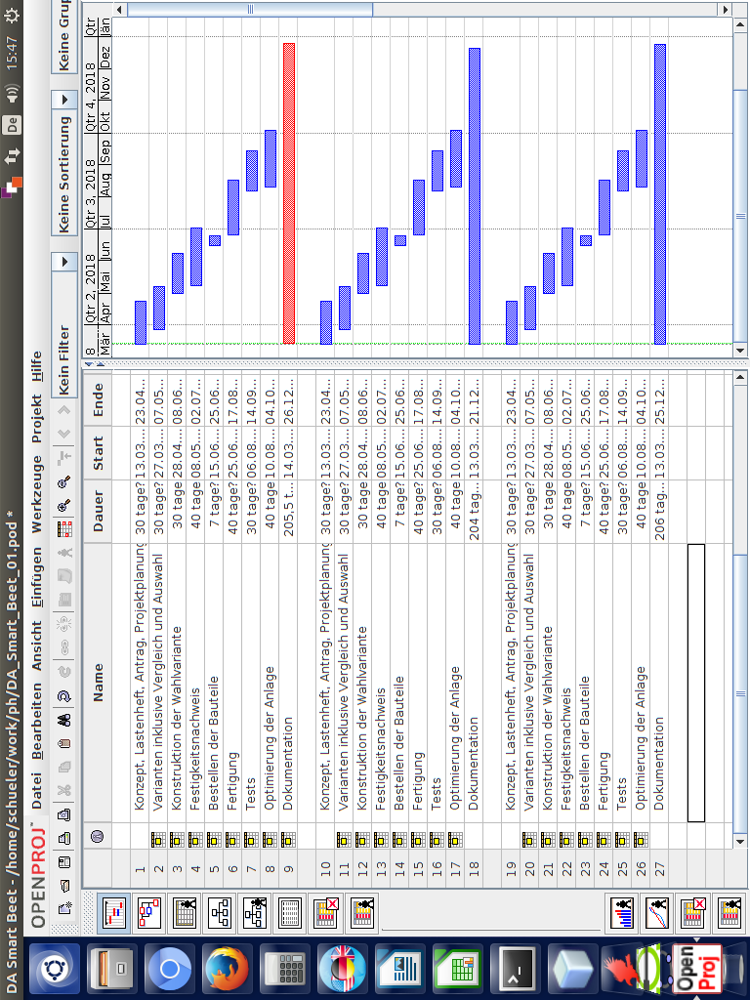 DA Smart Beet - /home/schueler/work/ph/DA_Smart_Beet_01.pod *
De 15:47
OPENPROJ™ Datei Bearbeiten Ansicht Einfügen Werkzeuge Projekt Hilfe
Kein Filter Keine Sortierung Keine Grup
Name Dauer Start Ende
8 Qtr 2, 2018 Qtr 3, 2018 Qtr 4, 2018 Qtr
Mär Apr Mai Jun Jul Aug Sep Okt Nov Dez Jän
1 Konzept, Lastenheft, Antrag, Projektplanung 30 tage? 13.03.... 23.04...
2 Varianten inklusive Vergleich und Auswahl 30 tage? 27.03.... 07.05...
3 Konstruktion der Wahlvariante 30 tage 28.04.... 08.06...
4 Festigkeitsnachweis 40 tage 08.05.... 02.07...
5 Bestellen der Bauteile 7 tage? 15.06.... 25.06...
6 Fertigung 40 tage? 25.06.... 17.08...
7 Tests 30 tage? 06.08.... 14.09...
8 Optimierung der Anlage 40 tage 10.08.... 04.10...
9 Dokumentation 205,5 t... 14.03.... 26.12...
10 Konzept, Lastenheft, Antrag, Projektplanung 30 tage? 13.03.... 23.04...
11 Varianten inklusive Vergleich und Auswahl 30 tage? 27.03.... 07.05...
12 Konstruktion der Wahlvariante 30 tage 28.04.... 08.06...
13 Festigkeitsnachweis 40 tage 08.05.... 02.07...
14 Bestellen der Bauteile 7 tage? 15.06.... 25.06...
15 Fertigung 40 tage? 25.06.... 17.08...
16 Tests 30 tage? 06.08.... 14.09...
17 Optimierung der Anlage 40 tage 10.08.... 04.10...
18 Dokumentation 204 tag... 13.03.... 21.12...
19 Konzept, Lastenheft, Antrag, Projektplanung 30 tage? 13.03.... 23.04...
20 Varianten inklusive Vergleich und Auswahl 30 tage? 27.03.... 07.05...
21 Konstruktion der Wahlvariante 30 tage 28.04.... 08.06...
22 Festigkeitsnachweis 40 tage 08.05.... 02.07...
23 Bestellen der Bauteile 7 tage? 15.06.... 25.06...
24 Fertigung 40 tage? 25.06.... 17.08...
25 Tests 30 tage? 06.08.... 14.09...
26 Optimierung der Anlage 40 tage 10.08.... 04.10...
27 Dokumentation 206 tag... 13.03.... 25.12...
Open
Proj